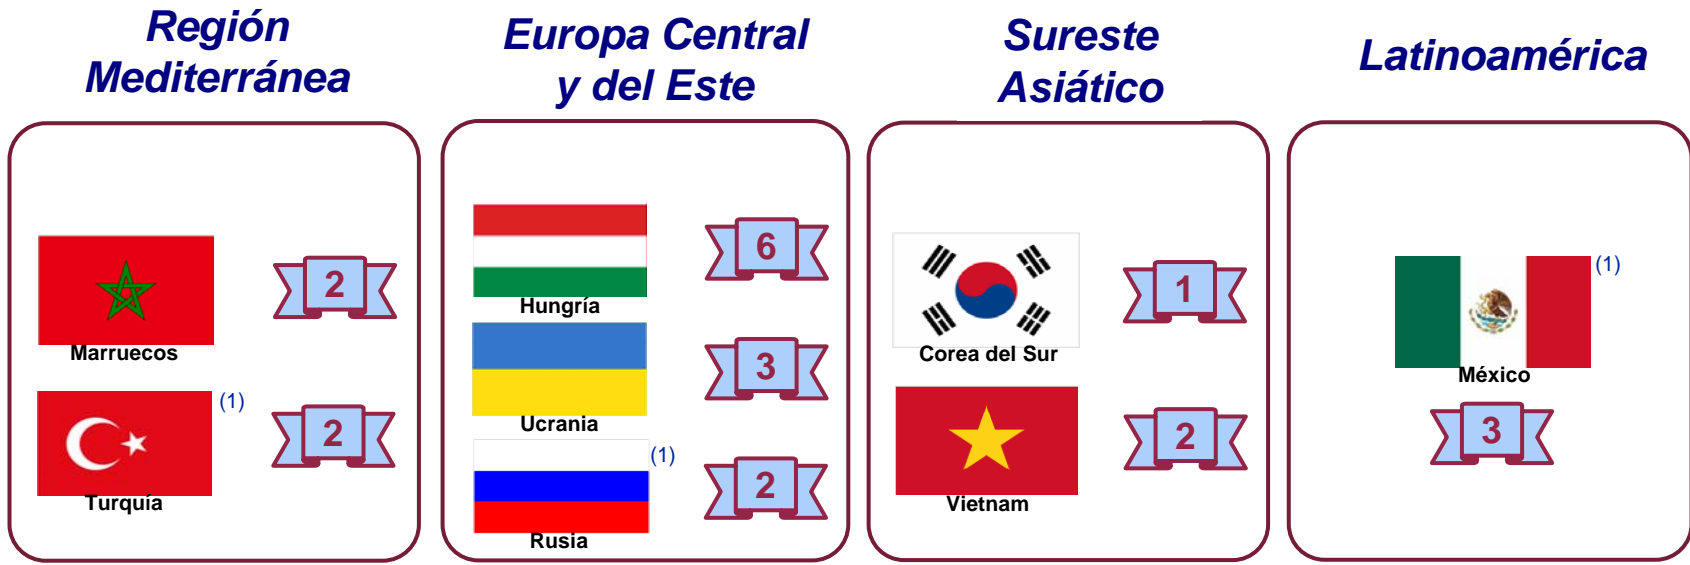 Región
Mediterránea
Europa Central
y del Este
Sureste
Asiático
Latinoamérica
2
Marruecos
(1)
2
Turquía
6
Hungría
3
Ucrania
(1)
2
Rusia
1
Corea del Sur
2
Vietnam
(1)
México
3